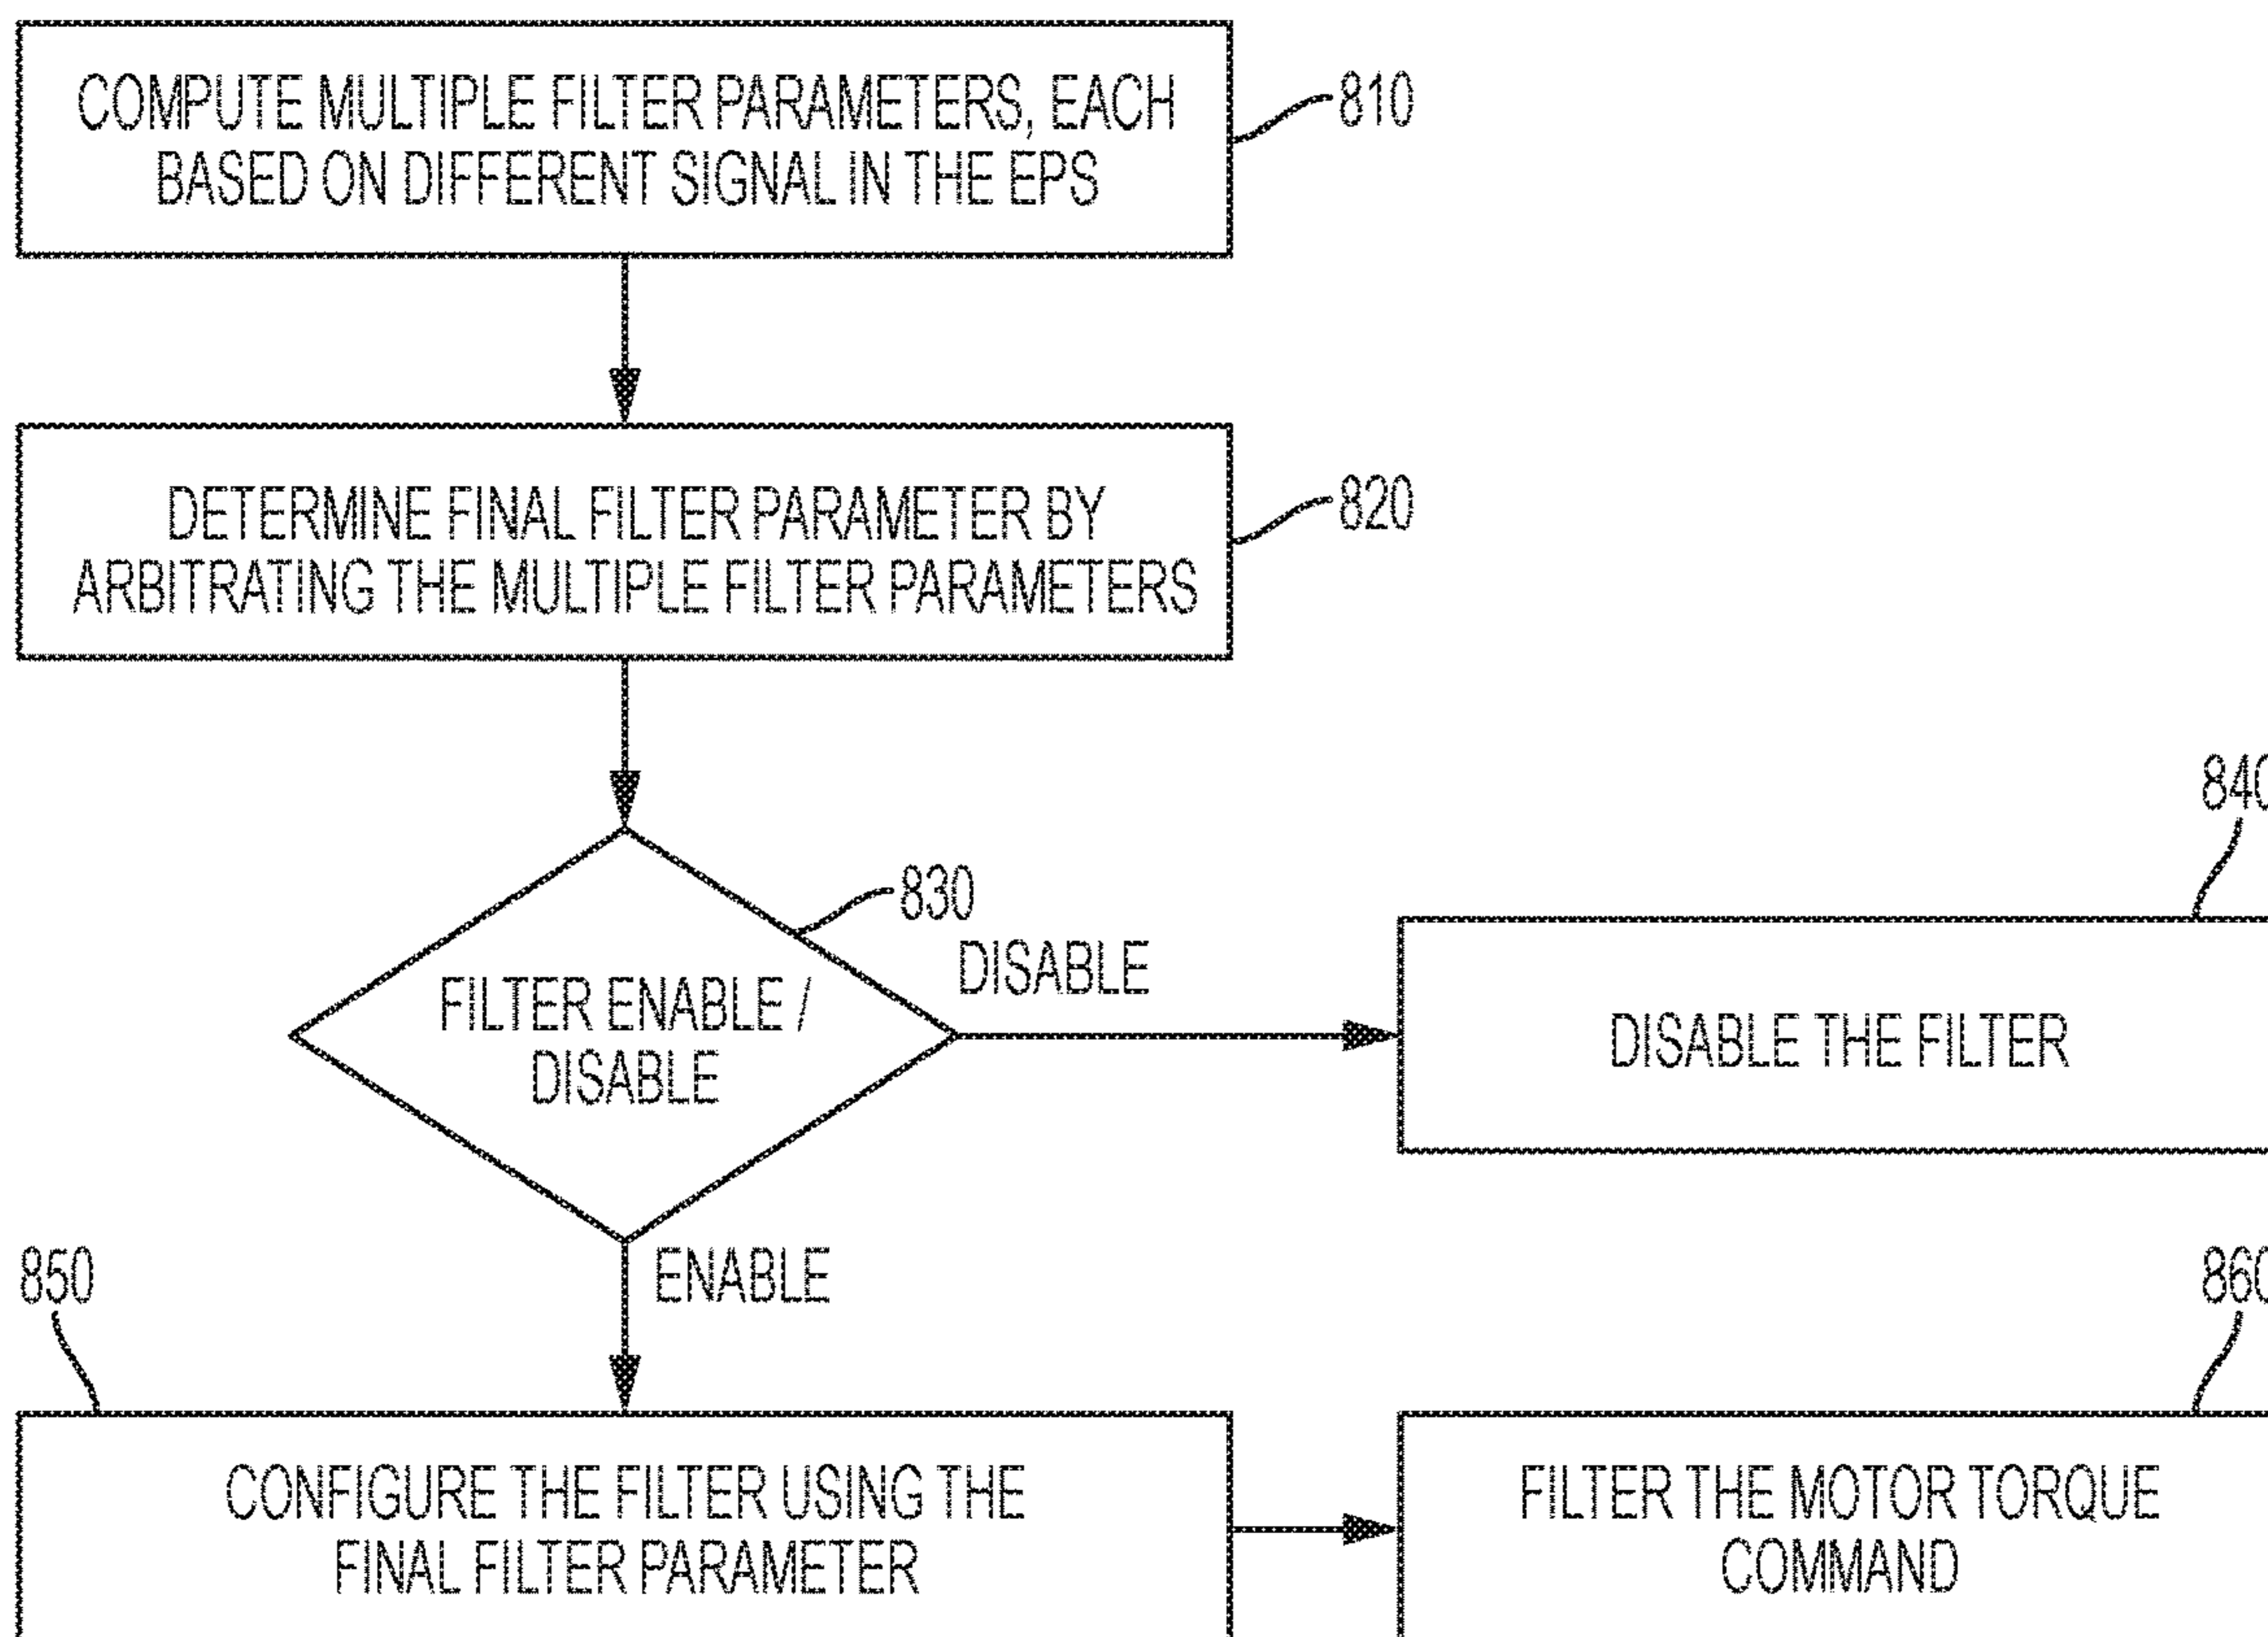 COMPUTE MULTIPLE FILTER PARAMETERS, EACH
BASED ON DIFFERENT SIGNAL IN THE EPS
810
DETERMINE FINAL FILTER PARAMETER BY
ARBITRATING THE MULTIPLE FILTER PARAMETERS
820
840
830
FILTER ENABLE /
DISABLE
DISABLE
DISABLE THE FILTER
850
ENABLE
860
CONFIGURE THE FILTER USING THE
FINAL FILTER PARAMETER
FILTER THE MOTOR TORQUE
COMMAND